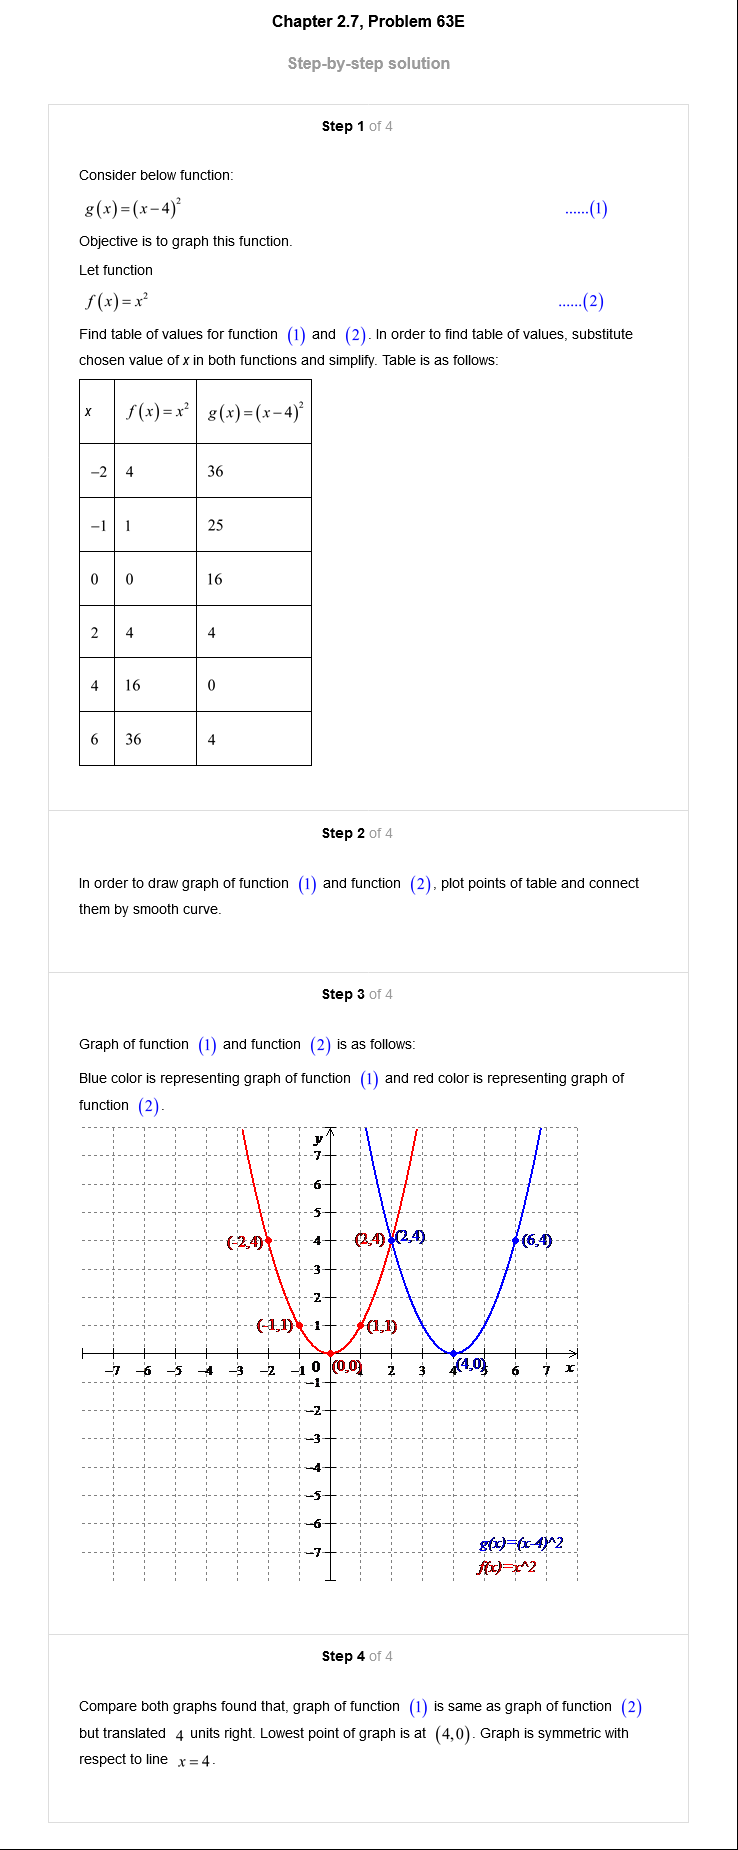 Chapter 2.7, Problem 63E
Step-by-step solution
Step 1 of 4
Consider below function:
g(x)=(x−4)²
......(1)
Objective is to graph this function.
Let function
f(x)=x²
......(2)
Find table of values for function (1) and (2). In order to find table of values, substitute
chosen value of x in both functions and simplify. Table is as follows:
x f(x)=x² g(x)=(x−4)²
−2 4 36
−1 1 25
0 0 16
2 4 4
4 16 0
6 36 4
Step 2 of 4
In order to draw graph of function (1) and function (2), plot points of table and connect
them by smooth curve.
Step 3 of 4
Graph of function (1) and function (2) is as follows:
Blue color is representing graph of function (1) and red color is representing graph of
function (2).
y
7
6
5
(-2,4) 4 (2,4) (2,4) (6,4)
3
2
(-1,1) 1 (1,1)
−7 −6 −5 −4 −3 −2 −1 0 (0,0) 1 2 3 4 (4,0) 5 6 7 x
−1
−2
−3
−4
−5
−6
−7
g(x)=(x-4)^2
f(x)=x^2
Step 4 of 4
Compare both graphs found that, graph of function (1) is same as graph of function (2)
but translated 4 units right. Lowest point of graph is at (4,0). Graph is symmetric with
respect to line x=4.